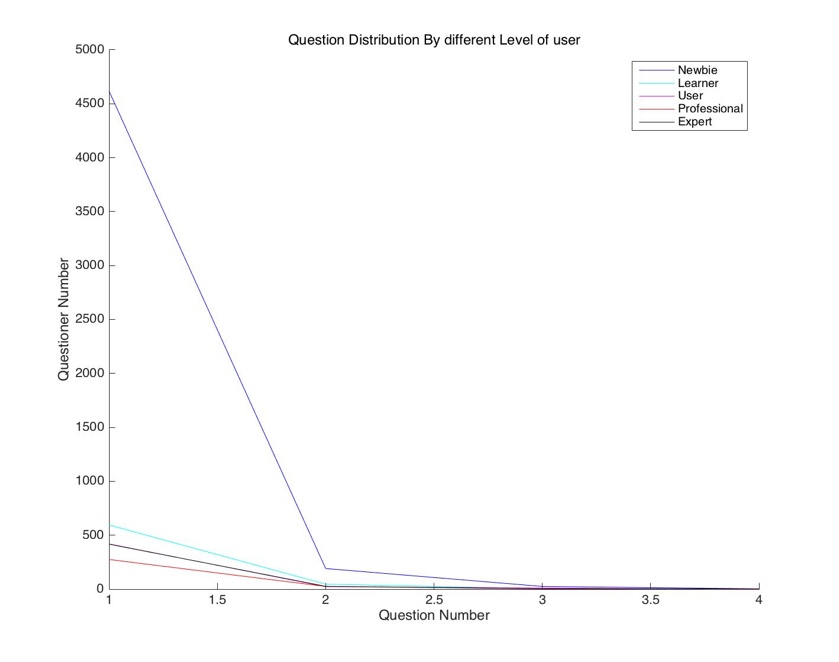 Question Distribution By different Level of user
5000
4500
4000
3500
3000
2500
2000
1500
1000
500
0
Questioner Number
Newbie
Learner
User
Professional
Expert
1 1.5 2 2.5 3 3.5 4
Question Number